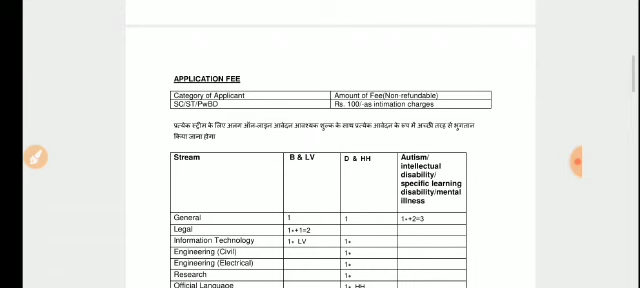 APPLICATION FEE
Category of Applicant Amount of Fee(Non-refundable)
SC/ST/PwBD Rs. 100/-as intimation charges
प्रत्येक स्ट्रीम के लिए अलग ऑन-लाइन आवेदन आवश्यक शुल्क के साथ प्रत्येक आवेदन के रूप में अच्छी तरह से भुगतान
किया जाना होगा
Stream B & LV D & HH Autism/
intellectual
disability/
specific learning
disability/mental
illness
General 1 1 1*+2=3
Legal 1*+1=2
Information Technology 1* LV 1*
Engineering (Civil) 1*
Engineering (Electrical) 1*
Research 1*
Official Language 1* HH